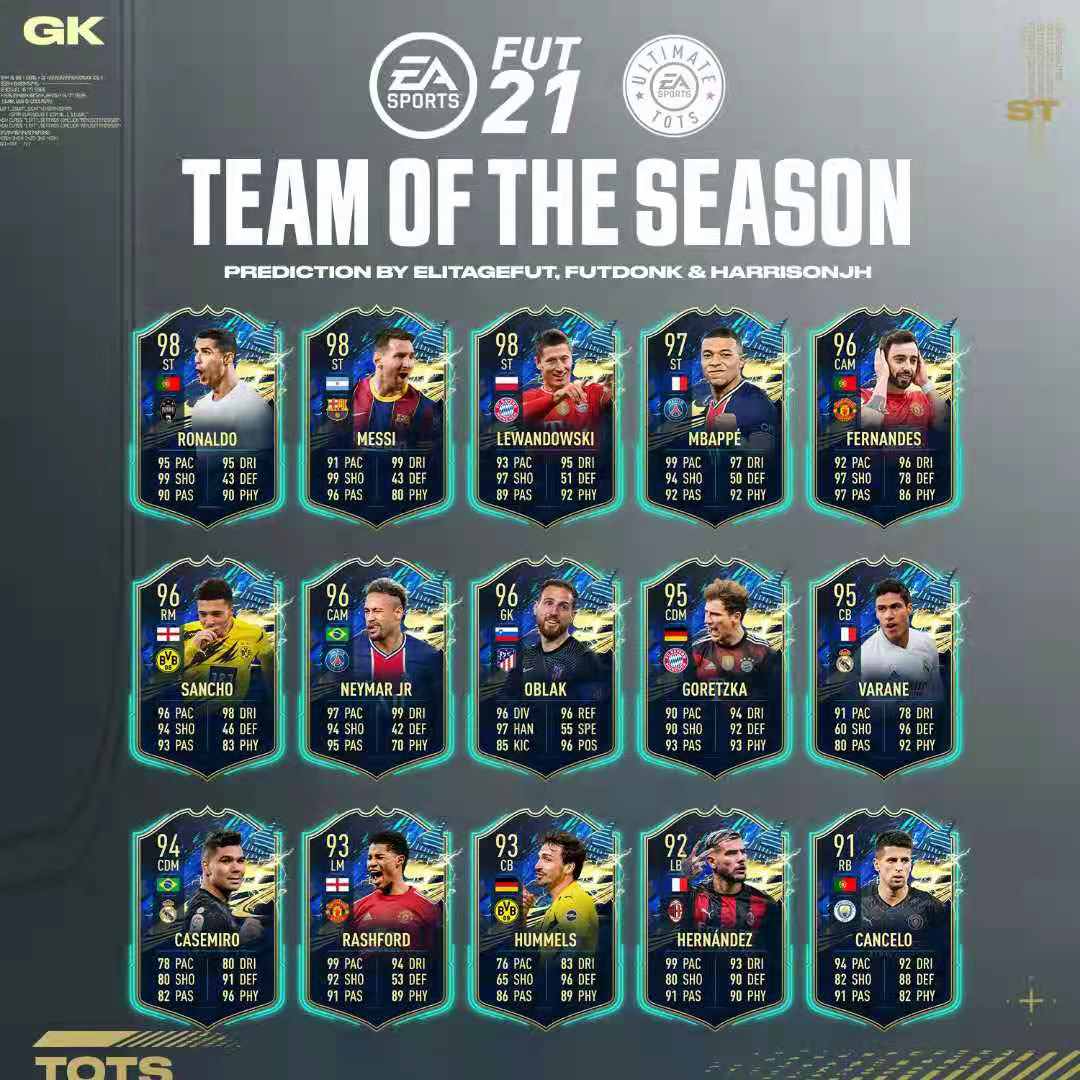 GK
EA
SPORTS
FUT
21
ULTIMATE
EA
SPORTS
TOTS
ST
TEAM OF THE SEASON
PREDICTION BY ELITAGEFUT, FUTDONK & HARRISONJH
98
ST
RONALDO
95 PAC 95 DRI
99 SHO 43 DEF
90 PAS 90 PHY
98
ST
MESSI
91 PAC 99 DRI
99 SHO 43 DEF
96 PAS 80 PHY
98
ST
LEWANDOWSKI
93 PAC 95 DRI
97 SHO 51 DEF
89 PAS 92 PHY
97
ST
MBAPPÉ
99 PAC 97 DRI
94 SHO 50 DEF
92 PAS 92 PHY
96
CAM
FERNANDES
92 PAC 96 DRI
97 SHO 78 DEF
97 PAS 86 PHY
96
RM
SANCHO
96 PAC 98 DRI
94 SHO 46 DEF
93 PAS 83 PHY
96
CAM
NEYMAR JR
97 PAC 99 DRI
94 SHO 42 DEF
95 PAS 70 PHY
96
GK
OBLAK
96 DIV 96 REF
97 HAN 55 SPE
85 KIC 96 POS
95
CDM
GORETZKA
90 PAC 94 DRI
90 SHO 92 DEF
93 PAS 93 PHY
95
CB
VARANE
91 PAC 78 DRI
60 SHO 96 DEF
80 PAS 92 PHY
94
CDM
CASEMIRO
78 PAC 80 DRI
80 SHO 91 DEF
82 PAS 96 PHY
93
LM
RASHFORD
99 PAC 94 DRI
92 SHO 53 DEF
91 PAS 89 PHY
93
CB
HUMMELS
76 PAC 83 DRI
65 SHO 96 DEF
86 PAS 89 PHY
92
LB
HERNÁNDEZ
99 PAC 93 DRI
80 SHO 90 DEF
91 PAS 90 PHY
91
RB
CANCELO
94 PAC 92 DRI
82 SHO 88 DEF
91 PAS 82 PHY
TOTS